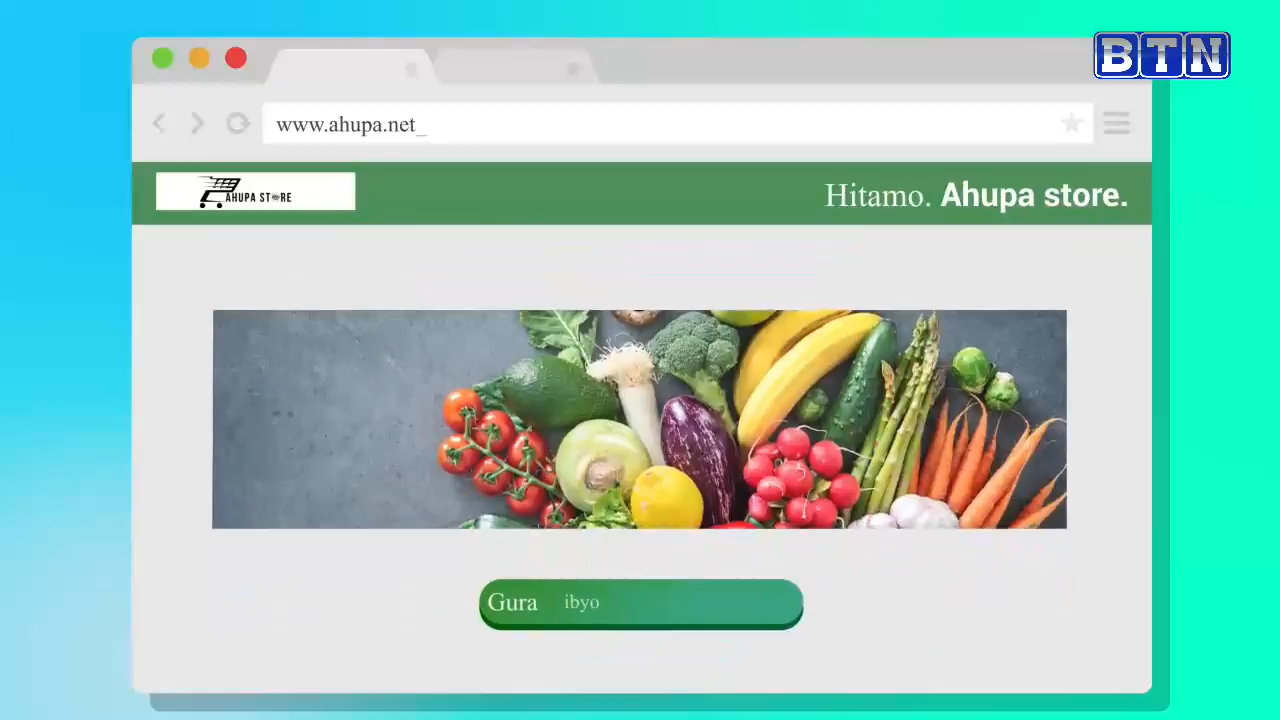 BTN
www.ahupa.net_
AHUPA STORE
Hitamo. Ahupa store.
Gura ibyo